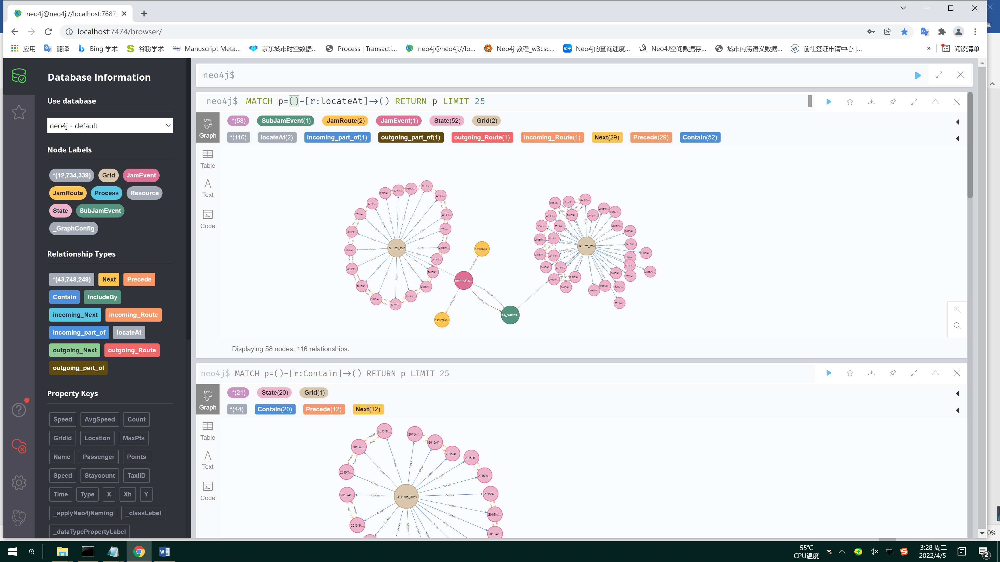 neo4j@neo4j://localhost:7687/
localhost:7474/browser/
应用 翻译 Bing 学术 谷粉学术 Manuscript Meta... 京东城市时空数据... Process | Transacti... neo4j@neo4j://lo... Neo4j 教程_w3csc... Neo4j的查询速度... Neo4J空间数据存... 城市内涝语义数据... 前往签证申请中心 |... » 阅读清单
Database Information
Use database
neo4j - default
Node Labels
*(12,734,339) Grid JamEvent
JamRoute Process Resource
State SubJamEvent
_GraphConfig
Relationship Types
*(43,748,249) Next Precede
Contain IncludeBy
incoming_Next incoming_Route
incoming_part_of locateAt
outgoing_Next outgoing_Route
outgoing_part_of
Property Keys
Speed AvgSpeed Count
GridId Location MaxPts
Name Passenger Points
Speed Staycount
Time Type X Xh Y
_applyNeo4jNaming _classLabel
_dataTypePropertyLabel
neo4j$
neo4j$ MATCH p=()-[r:locateAt]->() RETURN p LIMIT 25
*(58) SubJamEvent(1) JamRoute(2) JamEvent(1) State(52) Grid(2)
*(116) locateAt(2) incoming_part_of(1) outgoing_part_of(1) outgoing_Route(1) incoming_Route(1) Next(29) Precede(29) Contain(52)
Graph
Table
Text
Code
04111705_2067
04111705_2068
E04111705_20...
Sub_E0411170...
Displaying 58 nodes, 116 relationships.
neo4j$ MATCH p=()-[r:Contain]->() RETURN p LIMIT 25
*(21) State(20) Grid(1)
*(44) Contain(20) Precede(12) Next(12)
Graph
Table
Text
Code
2015/4/...
Precede
Next
Contain
04111705_3051
55℃
CPU温度
中
3:28 周二
2022/4/5
2
0%
享